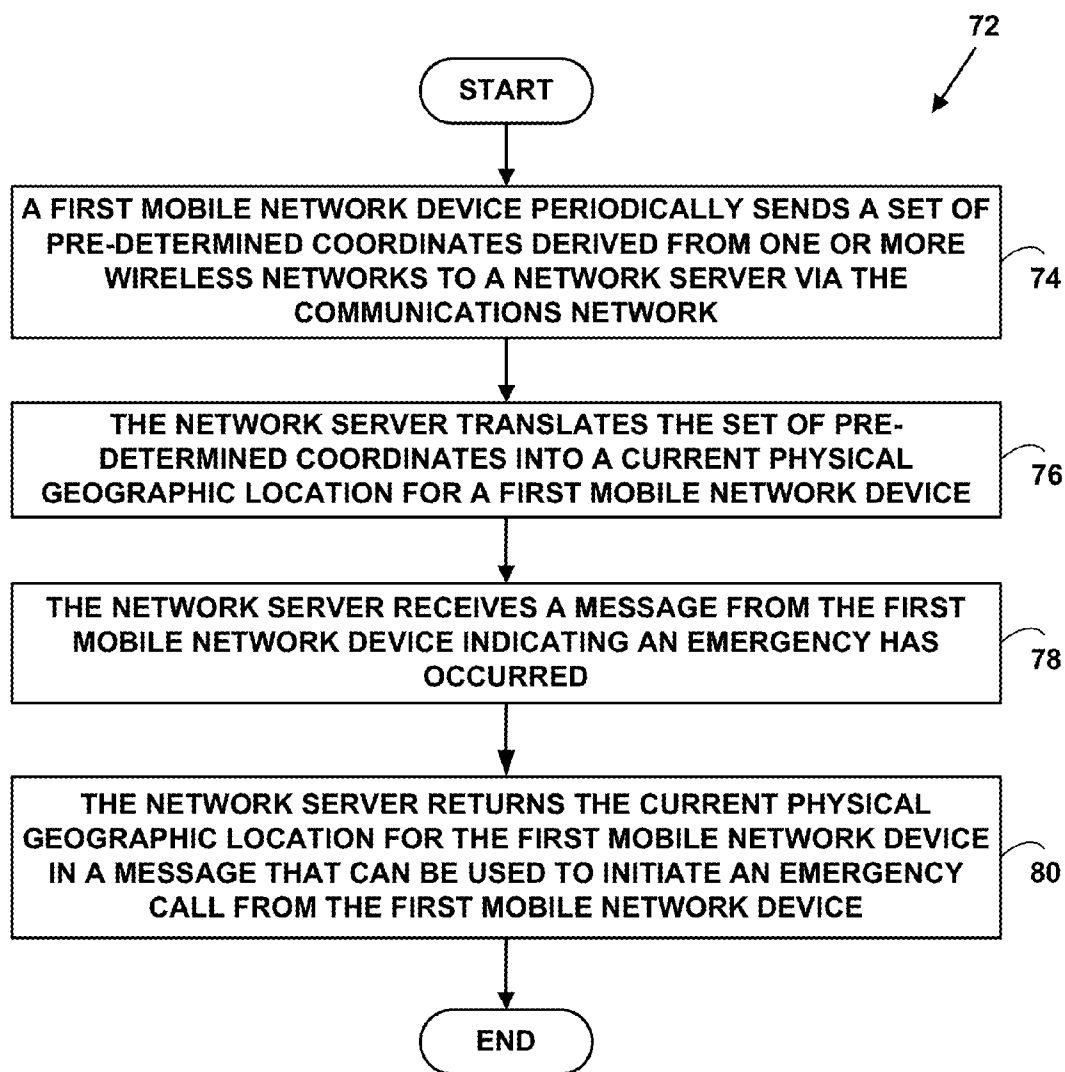 72
START
A FIRST MOBILE NETWORK DEVICE PERIODICALLY SENDS A SET OF
PRE-DETERMINED COORDINATES DERIVED FROM ONE OR MORE
WIRELESS NETWORKS TO A NETWORK SERVER VIA THE
COMMUNICATIONS NETWORK
74
THE NETWORK SERVER TRANSLATES THE SET OF PRE-
DETERMINED COORDINATES INTO A CURRENT PHYSICAL
GEOGRAPHIC LOCATION FOR A FIRST MOBILE NETWORK DEVICE
76
THE NETWORK SERVER RECEIVES A MESSAGE FROM THE FIRST
MOBILE NETWORK DEVICE INDICATING AN EMERGENCY HAS
OCCURRED
78
THE NETWORK SERVER RETURNS THE CURRENT PHYSICAL
GEOGRAPHIC LOCATION FOR THE FIRST MOBILE NETWORK DEVICE
IN A MESSAGE THAT CAN BE USED TO INITIATE AN EMERGENCY
CALL FROM THE FIRST MOBILE NETWORK DEVICE
80
END